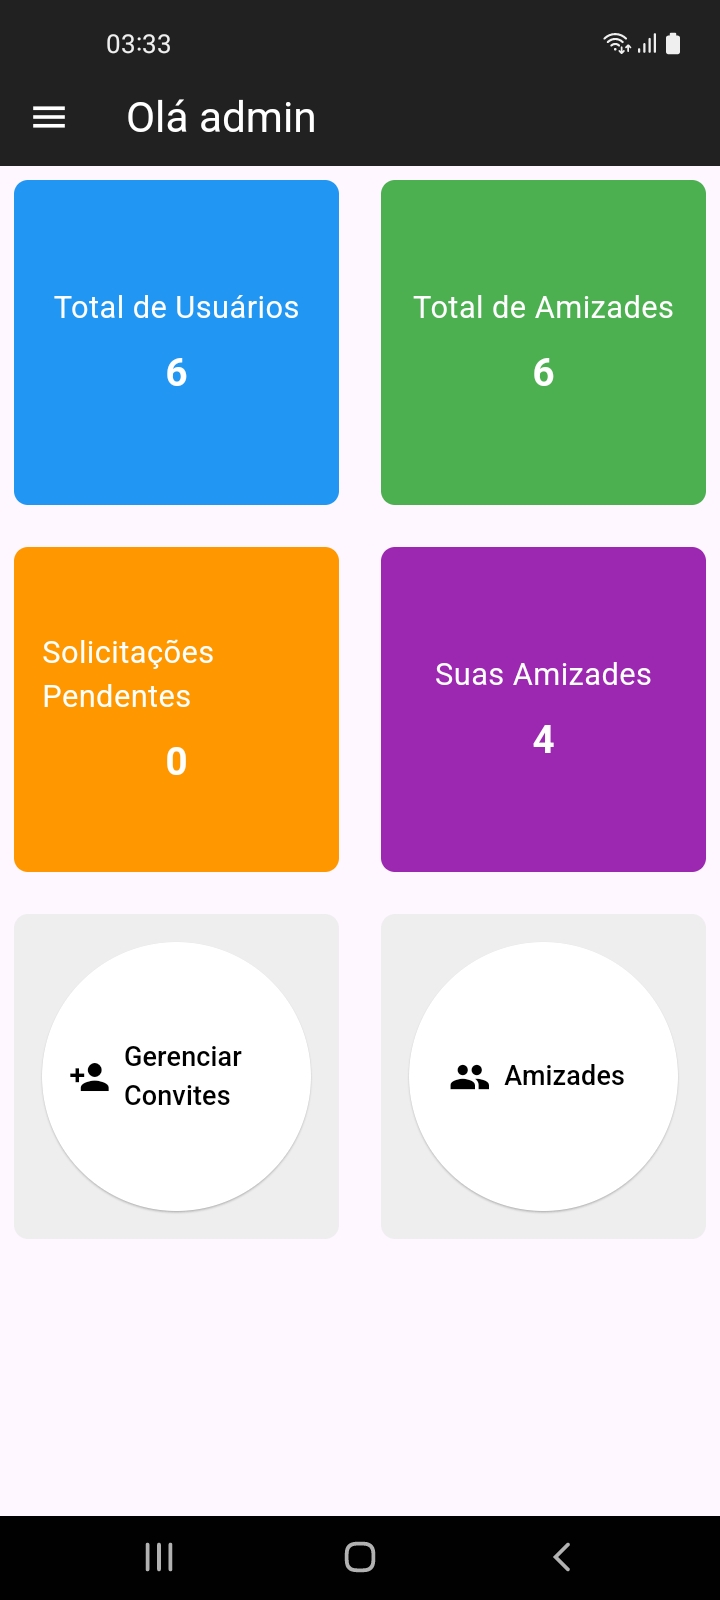 03:33
Olá admin
Total de Usuários
6
Total de Amizades
6
Solicitações
Pendentes
0
Suas Amizades
4
Gerenciar
Convites
Amizades